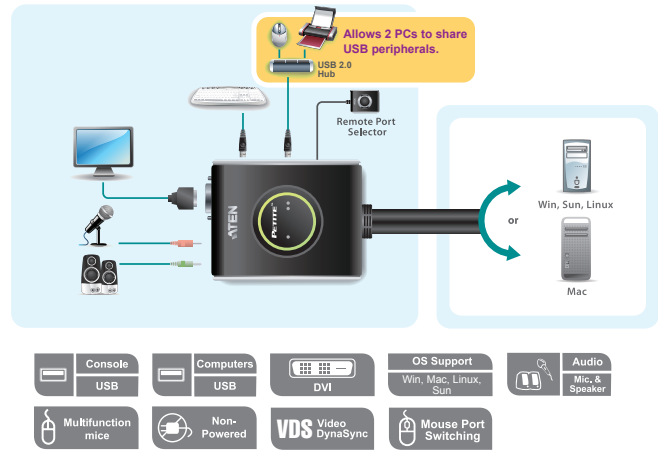 Allows 2 PCs to share
USB peripherals.
USB 2.0
Hub
Remote Port
Selector
ATEN
PETITE
Win, Sun, Linux
or
Mac
Console
USB
Computers
USB
DVI
OS Support
Win, Mac, Linux,
Sun
Audio
Mic. &
Speaker
Multifunction
mice
Non-
Powered
VDS Video
DynaSync
Mouse Port
Switching